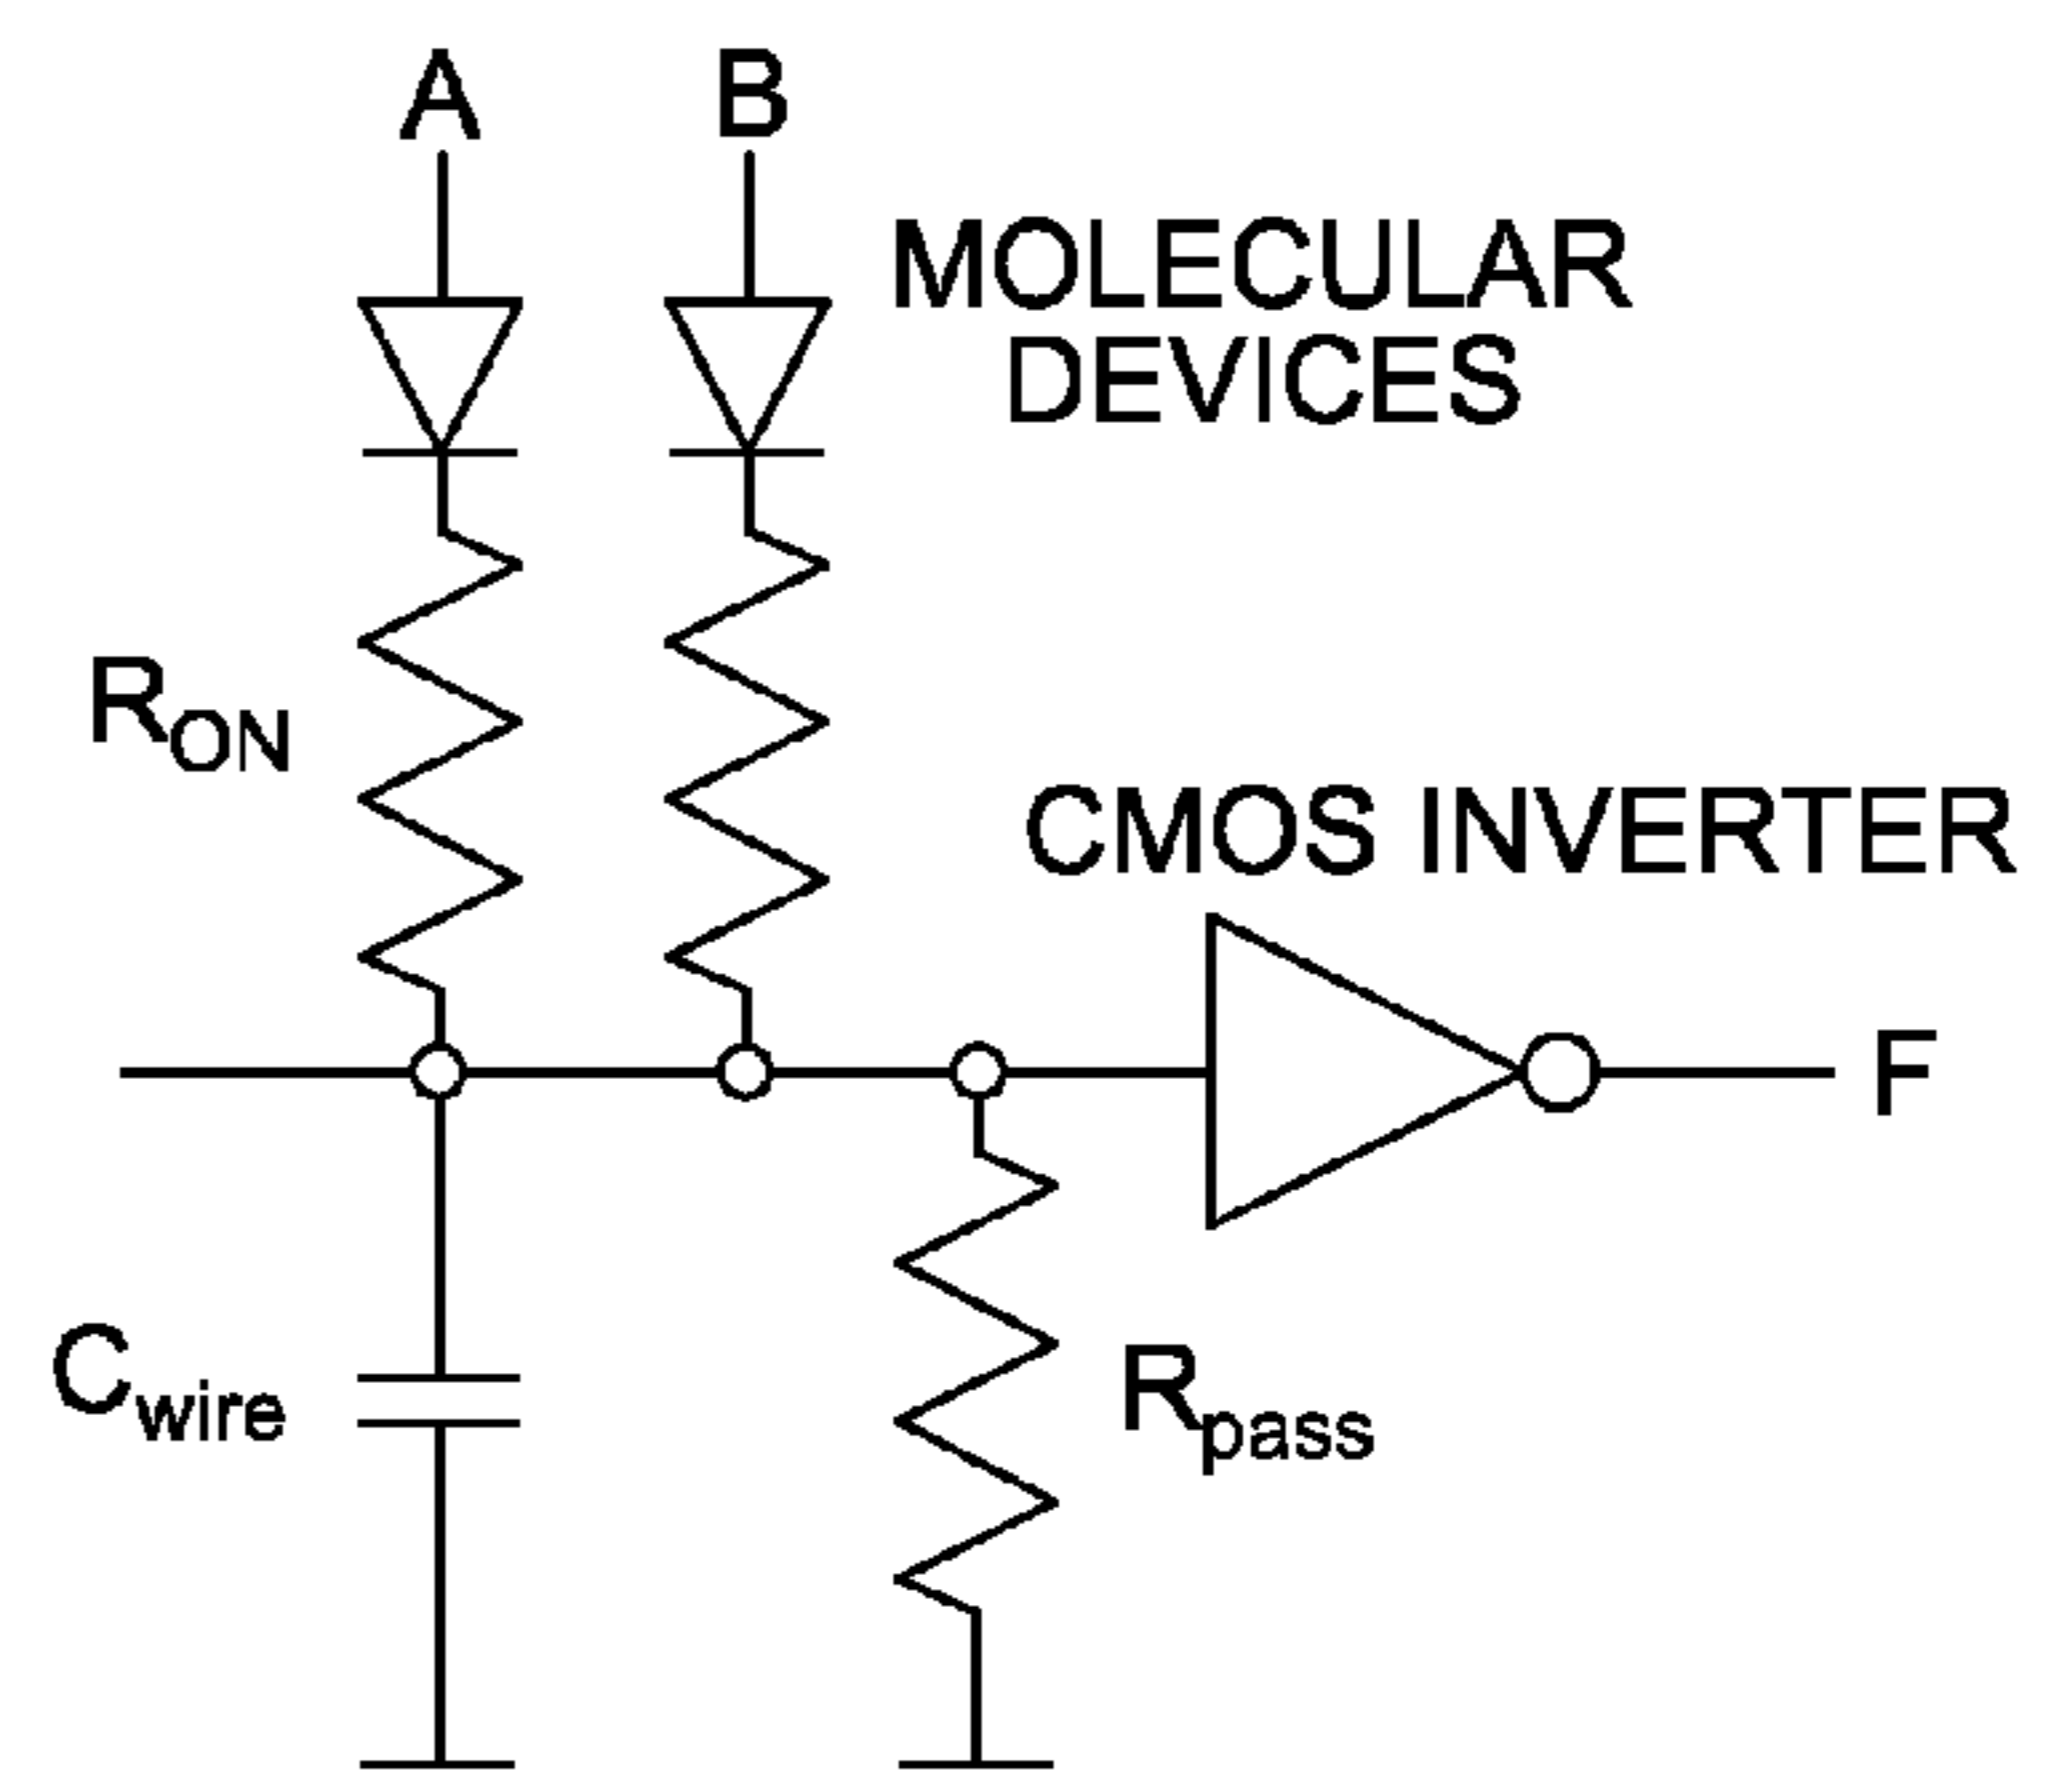 A
B
MOLECULAR
DEVICES
RON
CMOS INVERTER
F
Cwire
Rpass